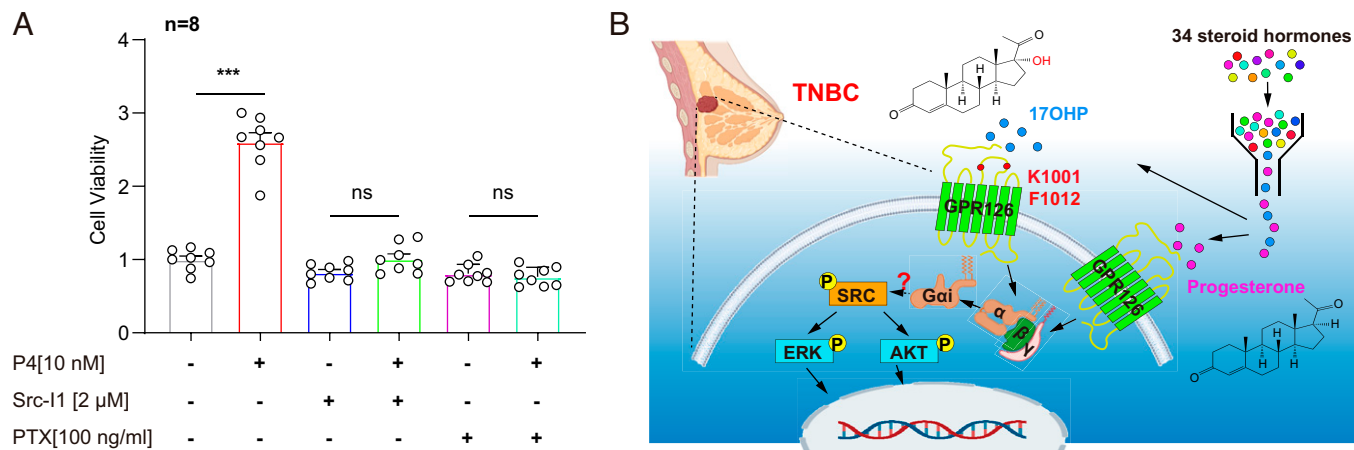 A
n=8
Cell Viability
4
3
2
1
0
***
ns
ns
P4[10 nM] - + - + - +
Src-I1 [2 μM] - - + + - -
PTX[100 ng/ml] - - - - + +
B
34 steroid hormones
TNBC
O
OH
H
H
H
O
17OHP
K1001
F1012
GPR126
GPR126
Progesterone
O
H
H
H
H
O
P
SRC
?
Gαi
α
β
γ
ERK
P
AKT
P